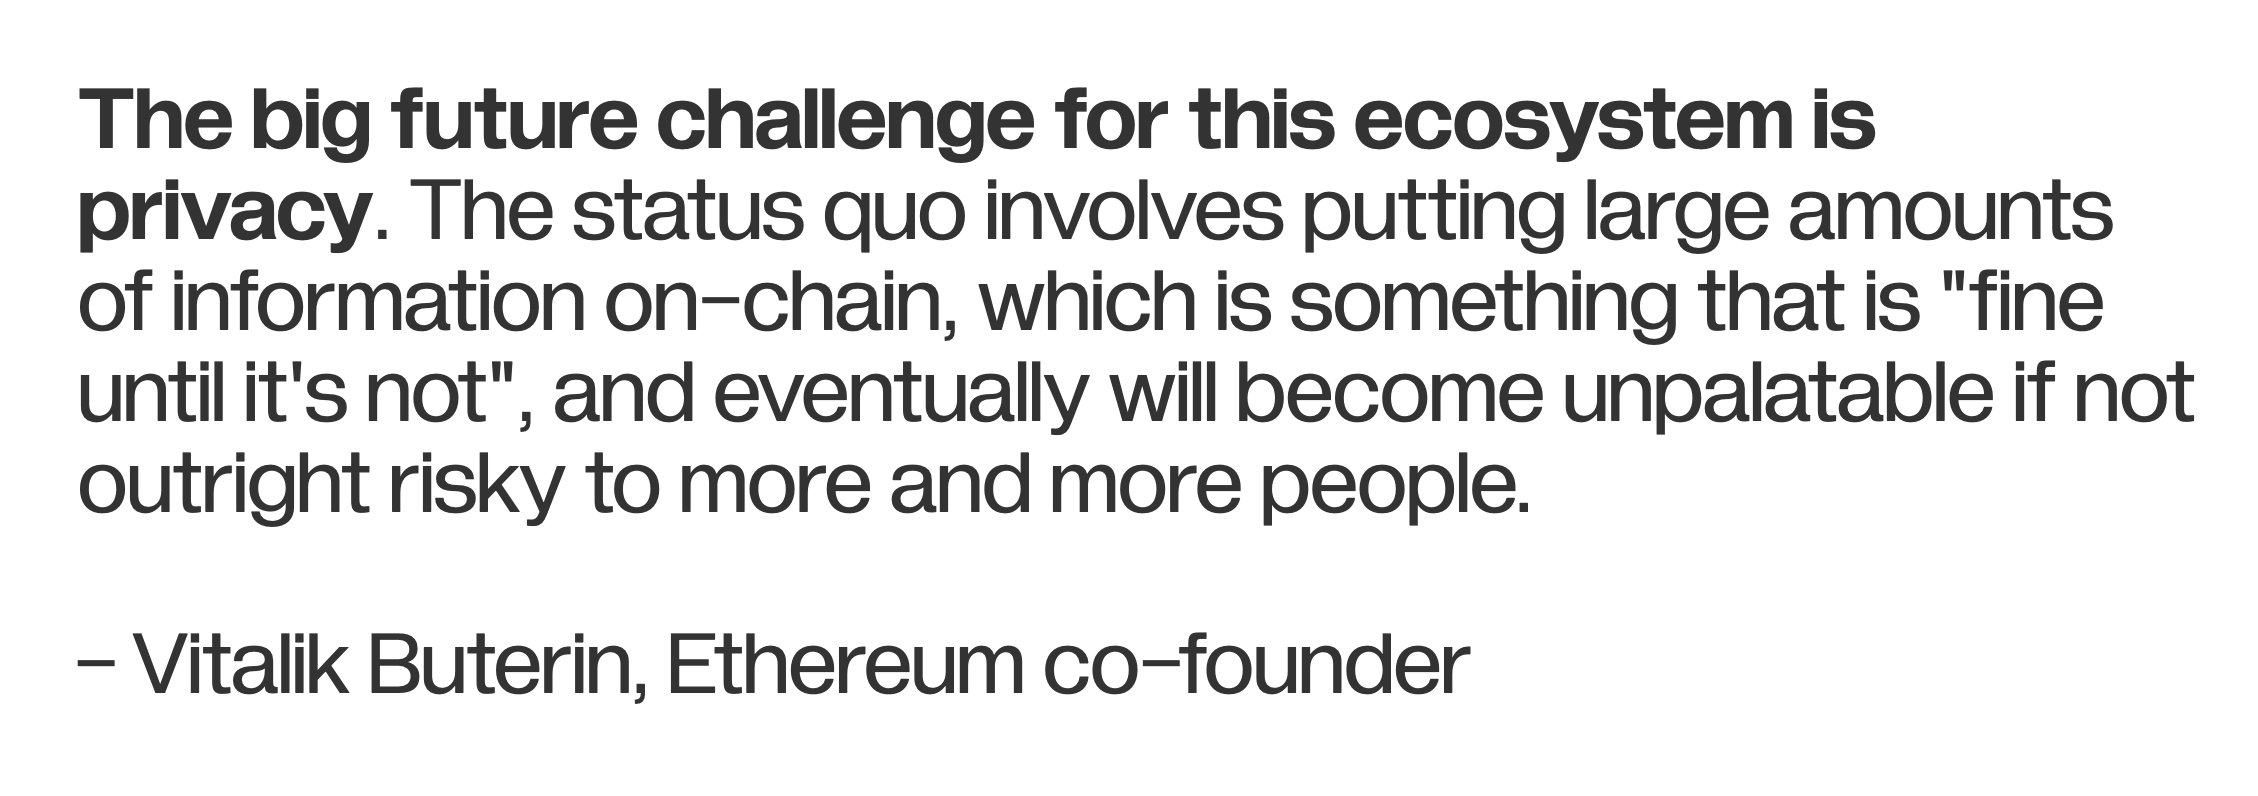 The big future challenge for this ecosystem is
privacy. The status quo involves putting large amounts
of information on-chain, which is something that is "fine
until it's not", and eventually will become unpalatable if not
outright risky to more and more people.
– Vitalik Buterin, Ethereum co-founder